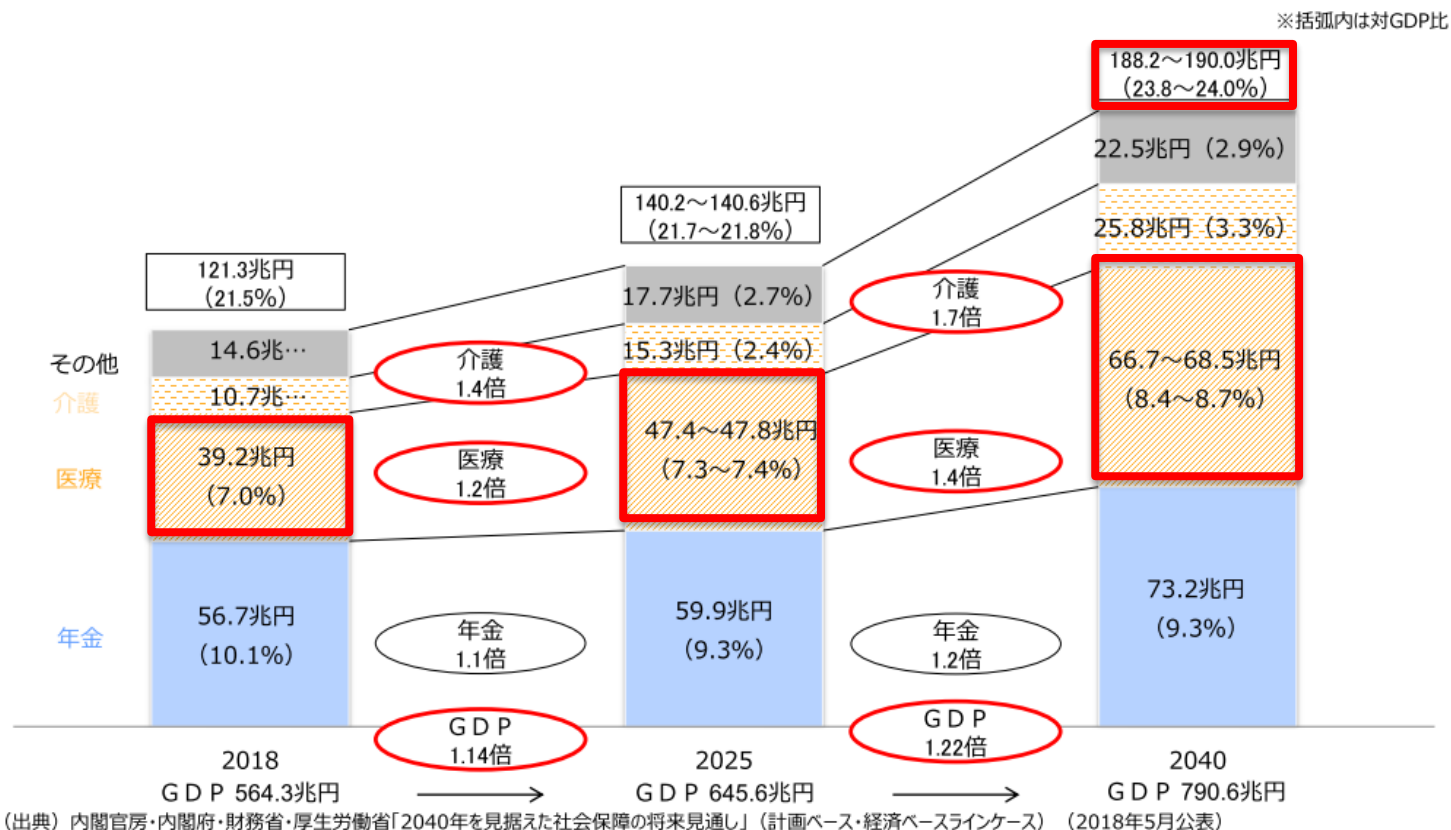 ※括弧内は対GDP比
188.2～190.0兆円
（23.8～24.0%）
22.5兆円（2.9%）
25.8兆円（3.3%）
66.7～68.5兆円
（8.4～8.7%）
73.2兆円
（9.3%）
140.2～140.6兆円
（21.7～21.8%）
17.7兆円（2.7%）
15.3兆円（2.4%）
47.4～47.8兆円
（7.3～7.4%）
59.9兆円
（9.3%）
121.3兆円
（21.5%）
14.6兆…
10.7兆…
39.2兆円
（7.0%）
56.7兆円
（10.1%）
その他
介護
医療
年金
介護
1.4倍
医療
1.2倍
年金
1.1倍
ＧＤＰ
1.14倍
介護
1.7倍
医療
1.4倍
年金
1.2倍
ＧＤＰ
1.22倍
2018
ＧＤＰ 564.3兆円
2025
ＧＤＰ 645.6兆円
2040
ＧＤＰ 790.6兆円
（出典）内閣官房・内閣府・財務省・厚生労働省「2040年を見据えた社会保障の将来見通し」（計画ベース・経済ベースラインケース）（2018年5月公表）